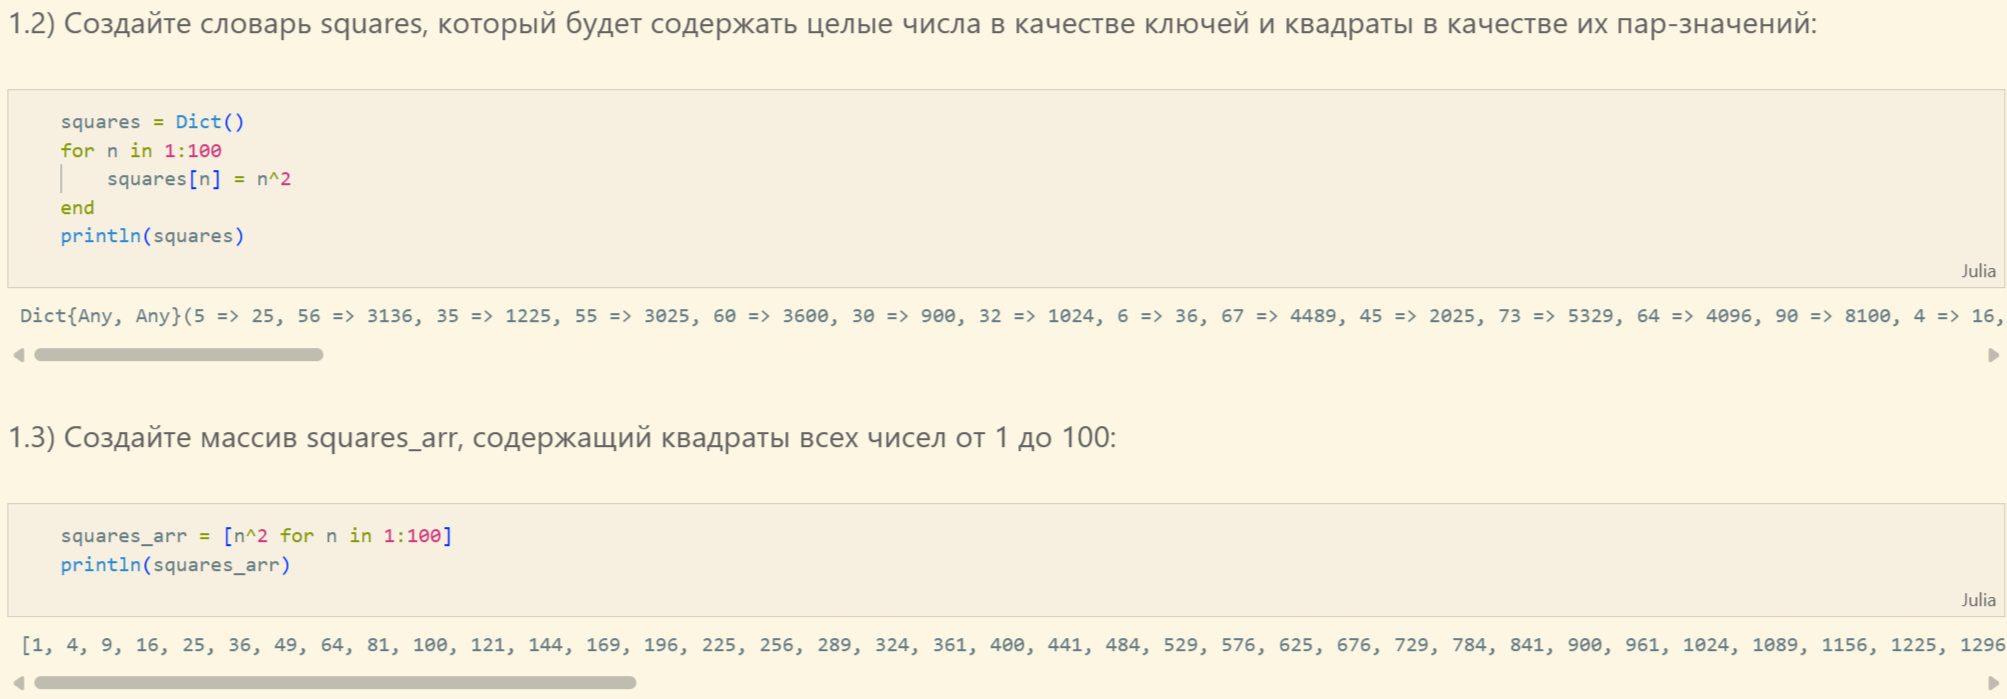 1.2) Создайте словарь squares, который будет содержать целые числа в качестве ключей и квадраты в качестве их пар-значений:
squares = Dict()
for n in 1:100
    squares[n] = n^2
end
println(squares)
Julia
Dict{Any, Any}(5 => 25, 56 => 3136, 35 => 1225, 55 => 3025, 60 => 3600, 30 => 900, 32 => 1024, 6 => 36, 67 => 4489, 45 => 2025, 73 => 5329, 64 => 4096, 90 => 8100, 4 => 16,
1.3) Создайте массив squares_arr, содержащий квадраты всех чисел от 1 до 100:
squares_arr = [n^2 for n in 1:100]
println(squares_arr)
Julia
[1, 4, 9, 16, 25, 36, 49, 64, 81, 100, 121, 144, 169, 196, 225, 256, 289, 324, 361, 400, 441, 484, 529, 576, 625, 676, 729, 784, 841, 900, 961, 1024, 1089, 1156, 1225, 1296